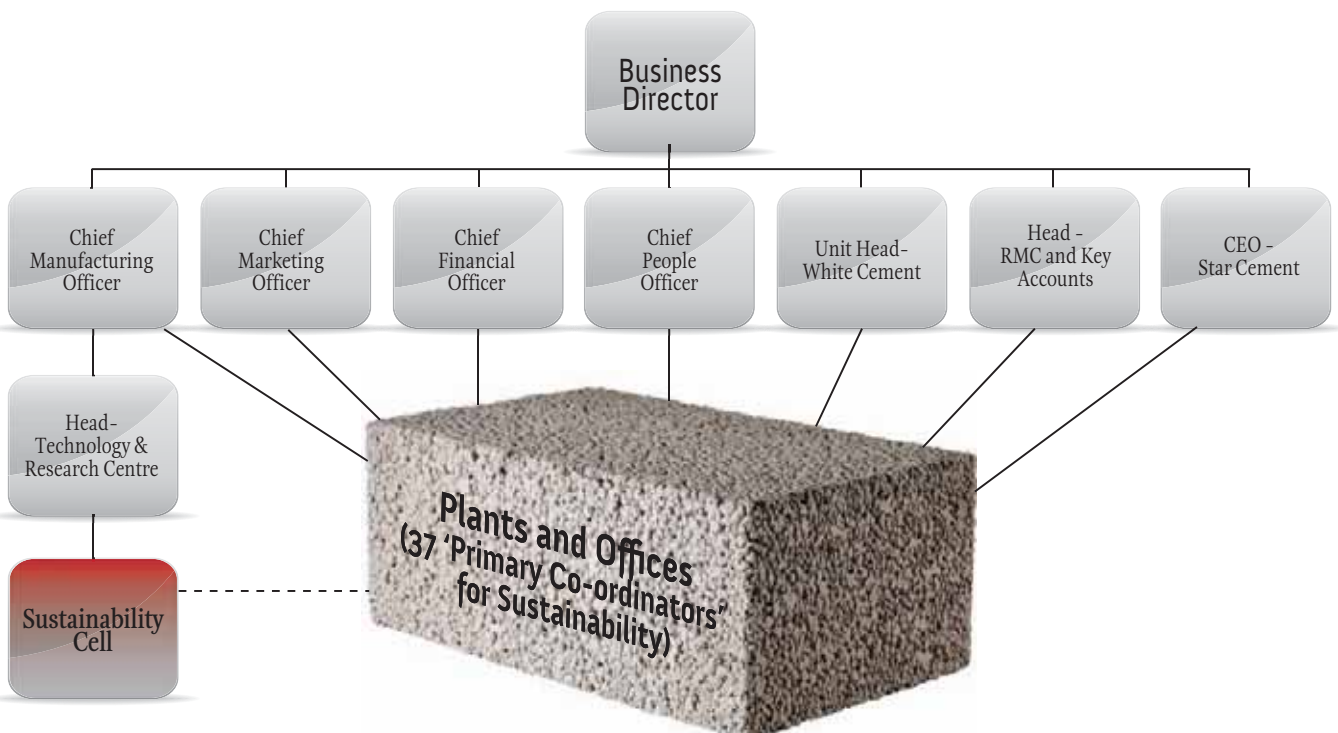 Business
Director
Chief
Manufacturing
Officer
Chief
Marketing
Officer
Chief
Financial
Officer
Chief
People
Officer
Unit Head-
White Cement
Head -
RMC and Key
Accounts
CEO -
Star Cement
Head-
Technology &
Research Centre
Sustainability
Cell
Plants and Offices
(37 ‘Primary Co-ordinators’
for Sustainability)